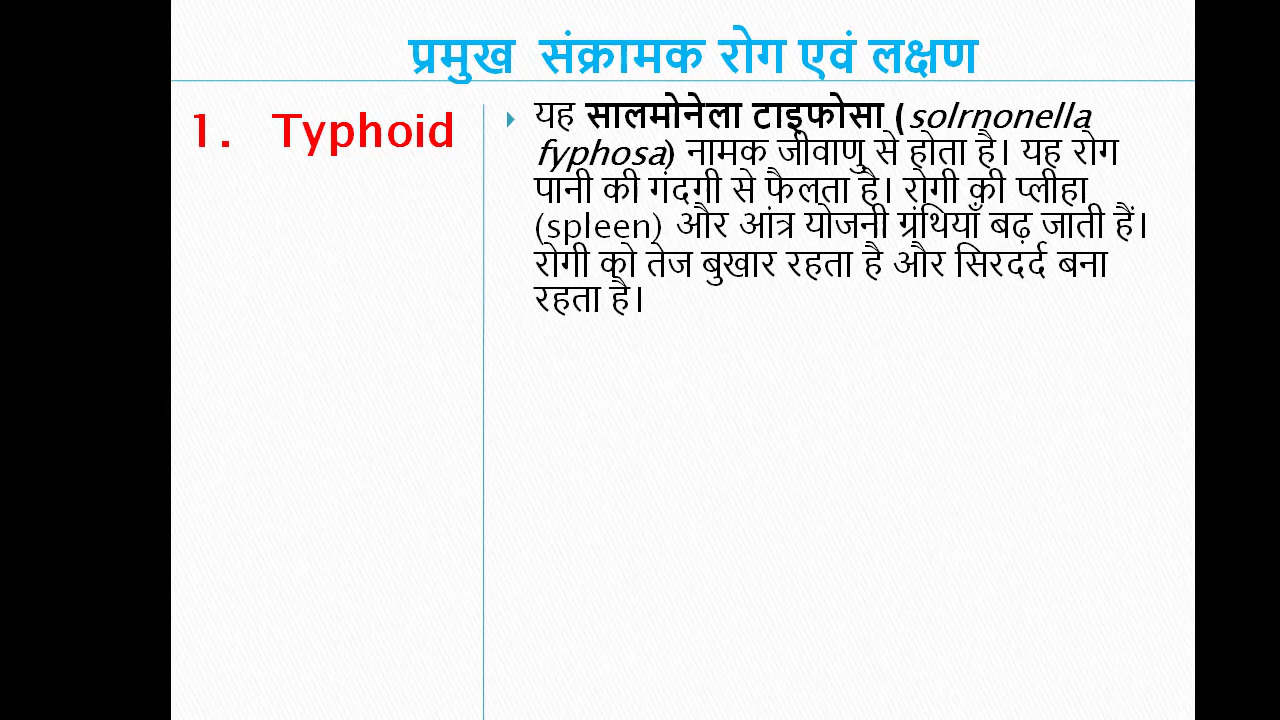 प्रमुख संक्रामक रोग एवं लक्षण
1. Typhoid
यह सालमोनेला टाइफोसा (solrnonella
fyphosa) नामक जीवाणु से होता है। यह रोग
पानी की गंदगी से फैलता है। रोगी की प्लीहा
(spleen) और आंत्र योजनी ग्रंथियाँ बढ़ जाती हैं।
रोगी को तेज बुखार रहता है और सिरदर्द बना
रहता है।